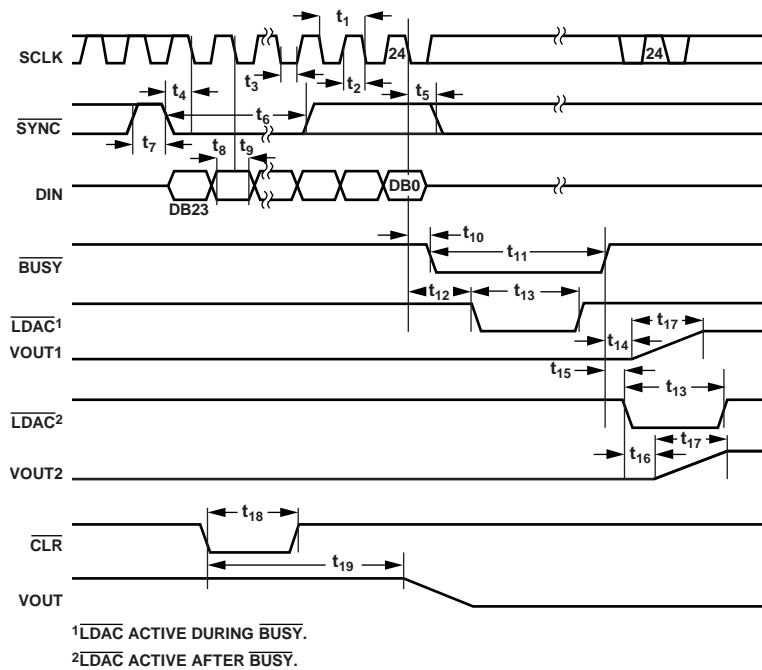 t1
SCLK
24
24
t3
t2
t4
t5
SYNC
t6
t7
t8
t9
DIN
DB0
DB23
t10
t11
BUSY
t12
t13
LDAC1
t17
VOUT1
t14
t15
t13
LDAC2
t17
t16
VOUT2
t18
CLR
t19
VOUT
1LDAC ACTIVE DURING BUSY.
2LDAC ACTIVE AFTER BUSY.